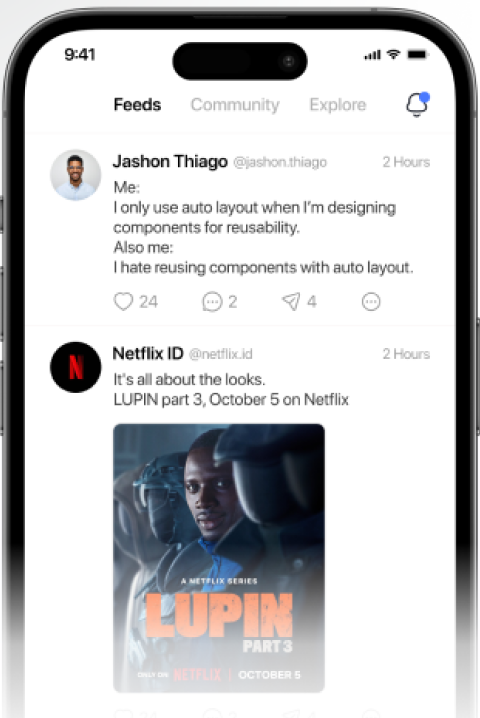 9:41
Feeds Community Explore
Jashon Thiago @jashon.thiago 2 Hours
Me:
I only use auto layout when I'm designing
components for reusability.
Also me:
I hate reusing components with auto layout.
24 2 4
N
Netflix ID @netflix.id 2 Hours
It's all about the looks.
LUPIN part 3, October 5 on Netflix
A NETFLIX SERIES
LUPIN
PART 3
ONLY ON NETFLIX | OCTOBER 5